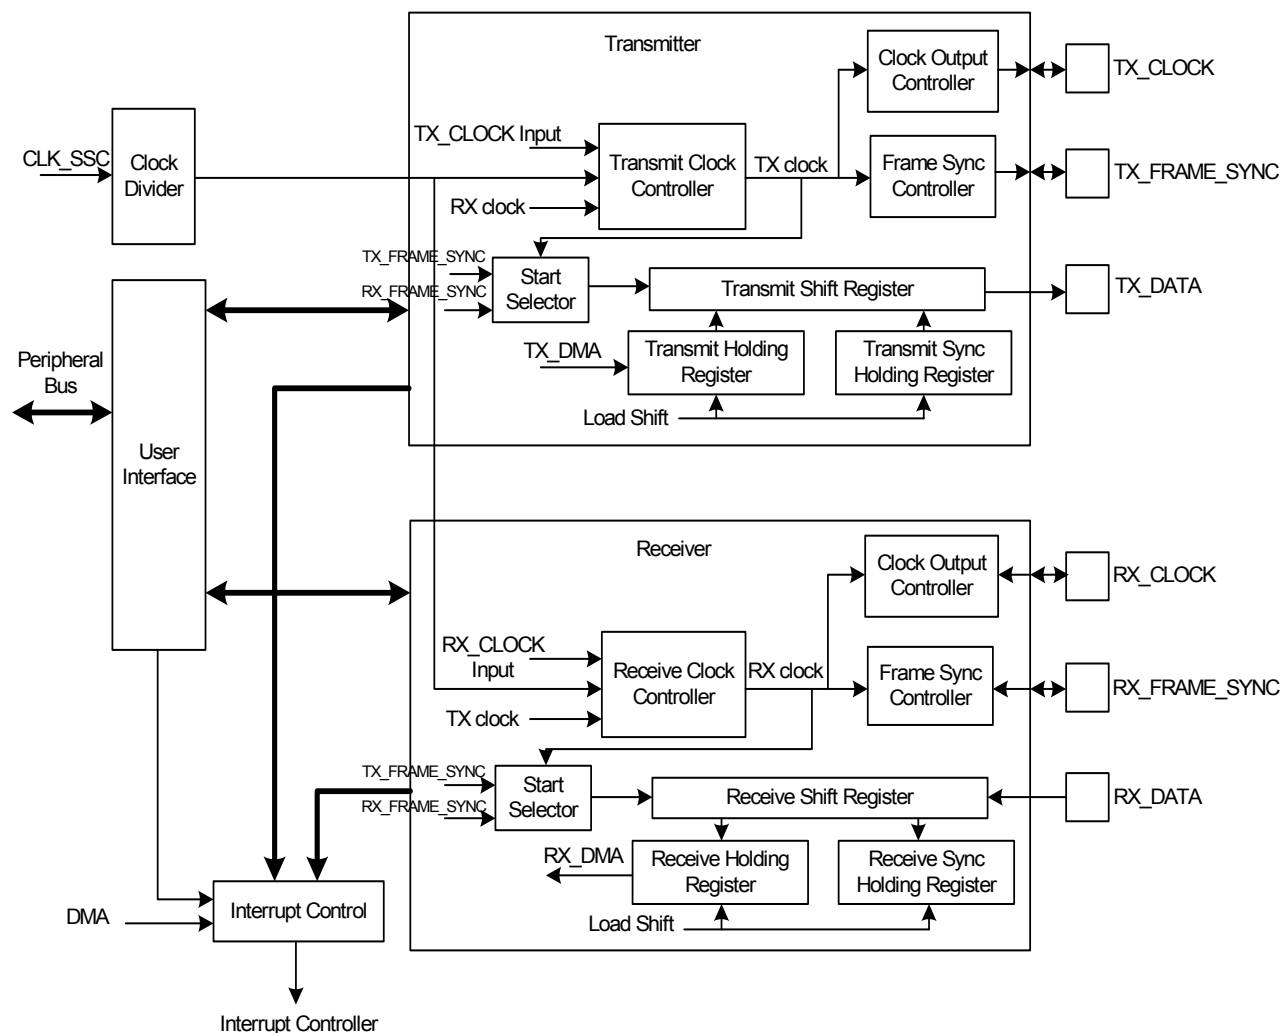 Transmitter
Clock Output
Controller
TX_CLOCK
CLK_SSC
Clock
Divider
TX_CLOCK Input
Transmit Clock
Controller
TX clock
Frame Sync
Controller
TX_FRAME_SYNC
RX clock
TX_FRAME_SYNC
RX_FRAME_SYNC
Start
Selector
Transmit Shift Register
TX_DATA
TX_DMA
Transmit Holding
Register
Transmit Sync
Holding Register
Load Shift
Peripheral
Bus
User
Interface
Receiver
Clock Output
Controller
RX_CLOCK
RX_CLOCK
Input
Receive Clock
Controller
RX clock
Frame Sync
Controller
RX_FRAME_SYNC
TX clock
TX_FRAME_SYNC
RX_FRAME_SYNC
Start
Selector
Receive Shift Register
RX_DATA
RX_DMA
Receive Holding
Register
Receive Sync
Holding Register
Load Shift
DMA
Interrupt Control
Interrupt Controller